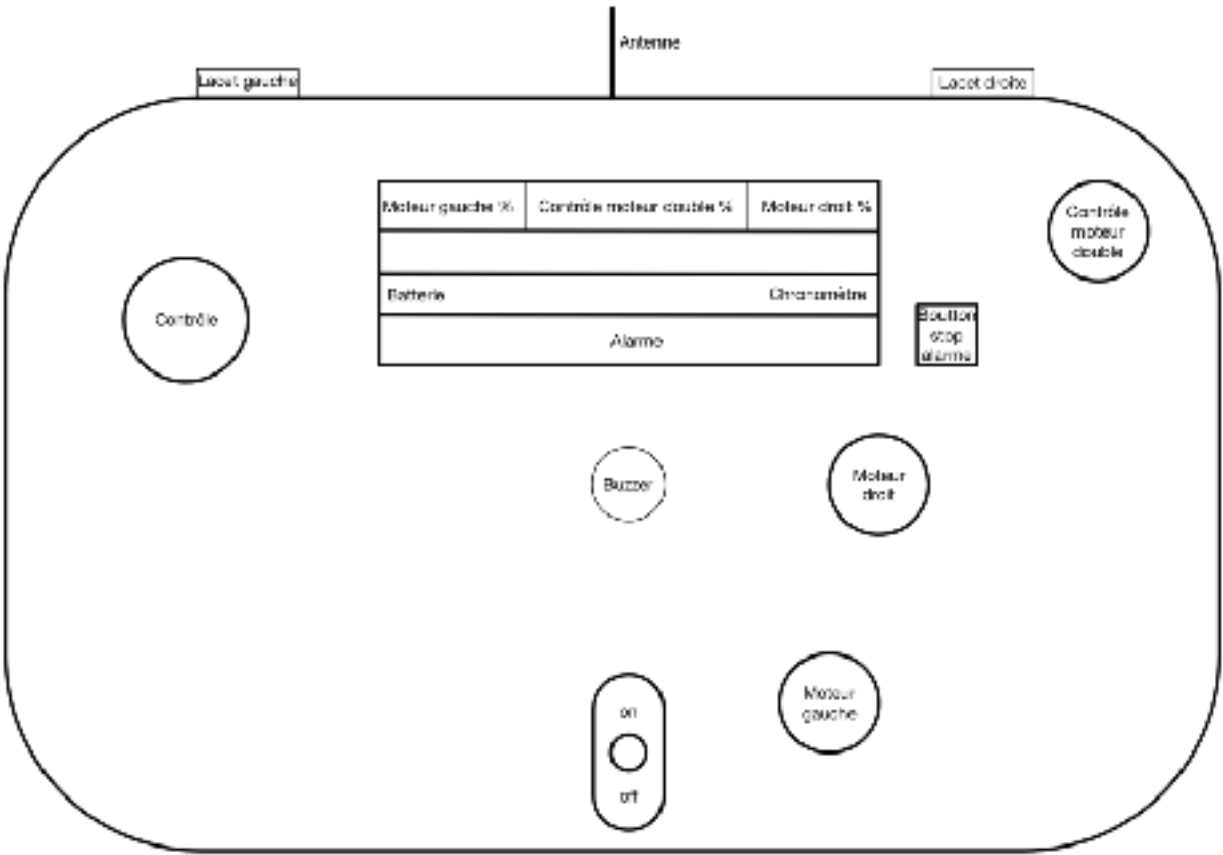 Antenne
Lacet gauche
Lacet droite
Moteur gauche %
Contrôle moteur double %
Moteur droit %
Contrôle
moteur
double
Batterie
Chronomètre
Contrôle
Boutton
stop
alarme
Alarme
Buzzer
Moteur
droit
Moteur
gauche
on
off